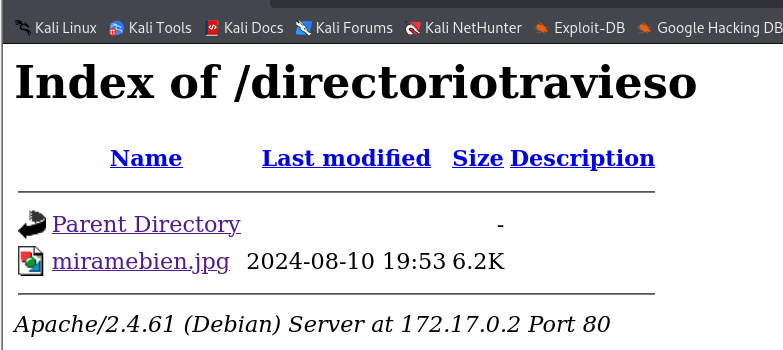 Kali Linux Kali Tools Kali Docs Kali Forums Kali NetHunter Exploit-DB Google Hacking DB
Index of /directoriotravieso
Name Last modified Size Description
Parent Directory -
miramebien.jpg 2024-08-10 19:53 6.2K
Apache/2.4.61 (Debian) Server at 172.17.0.2 Port 80